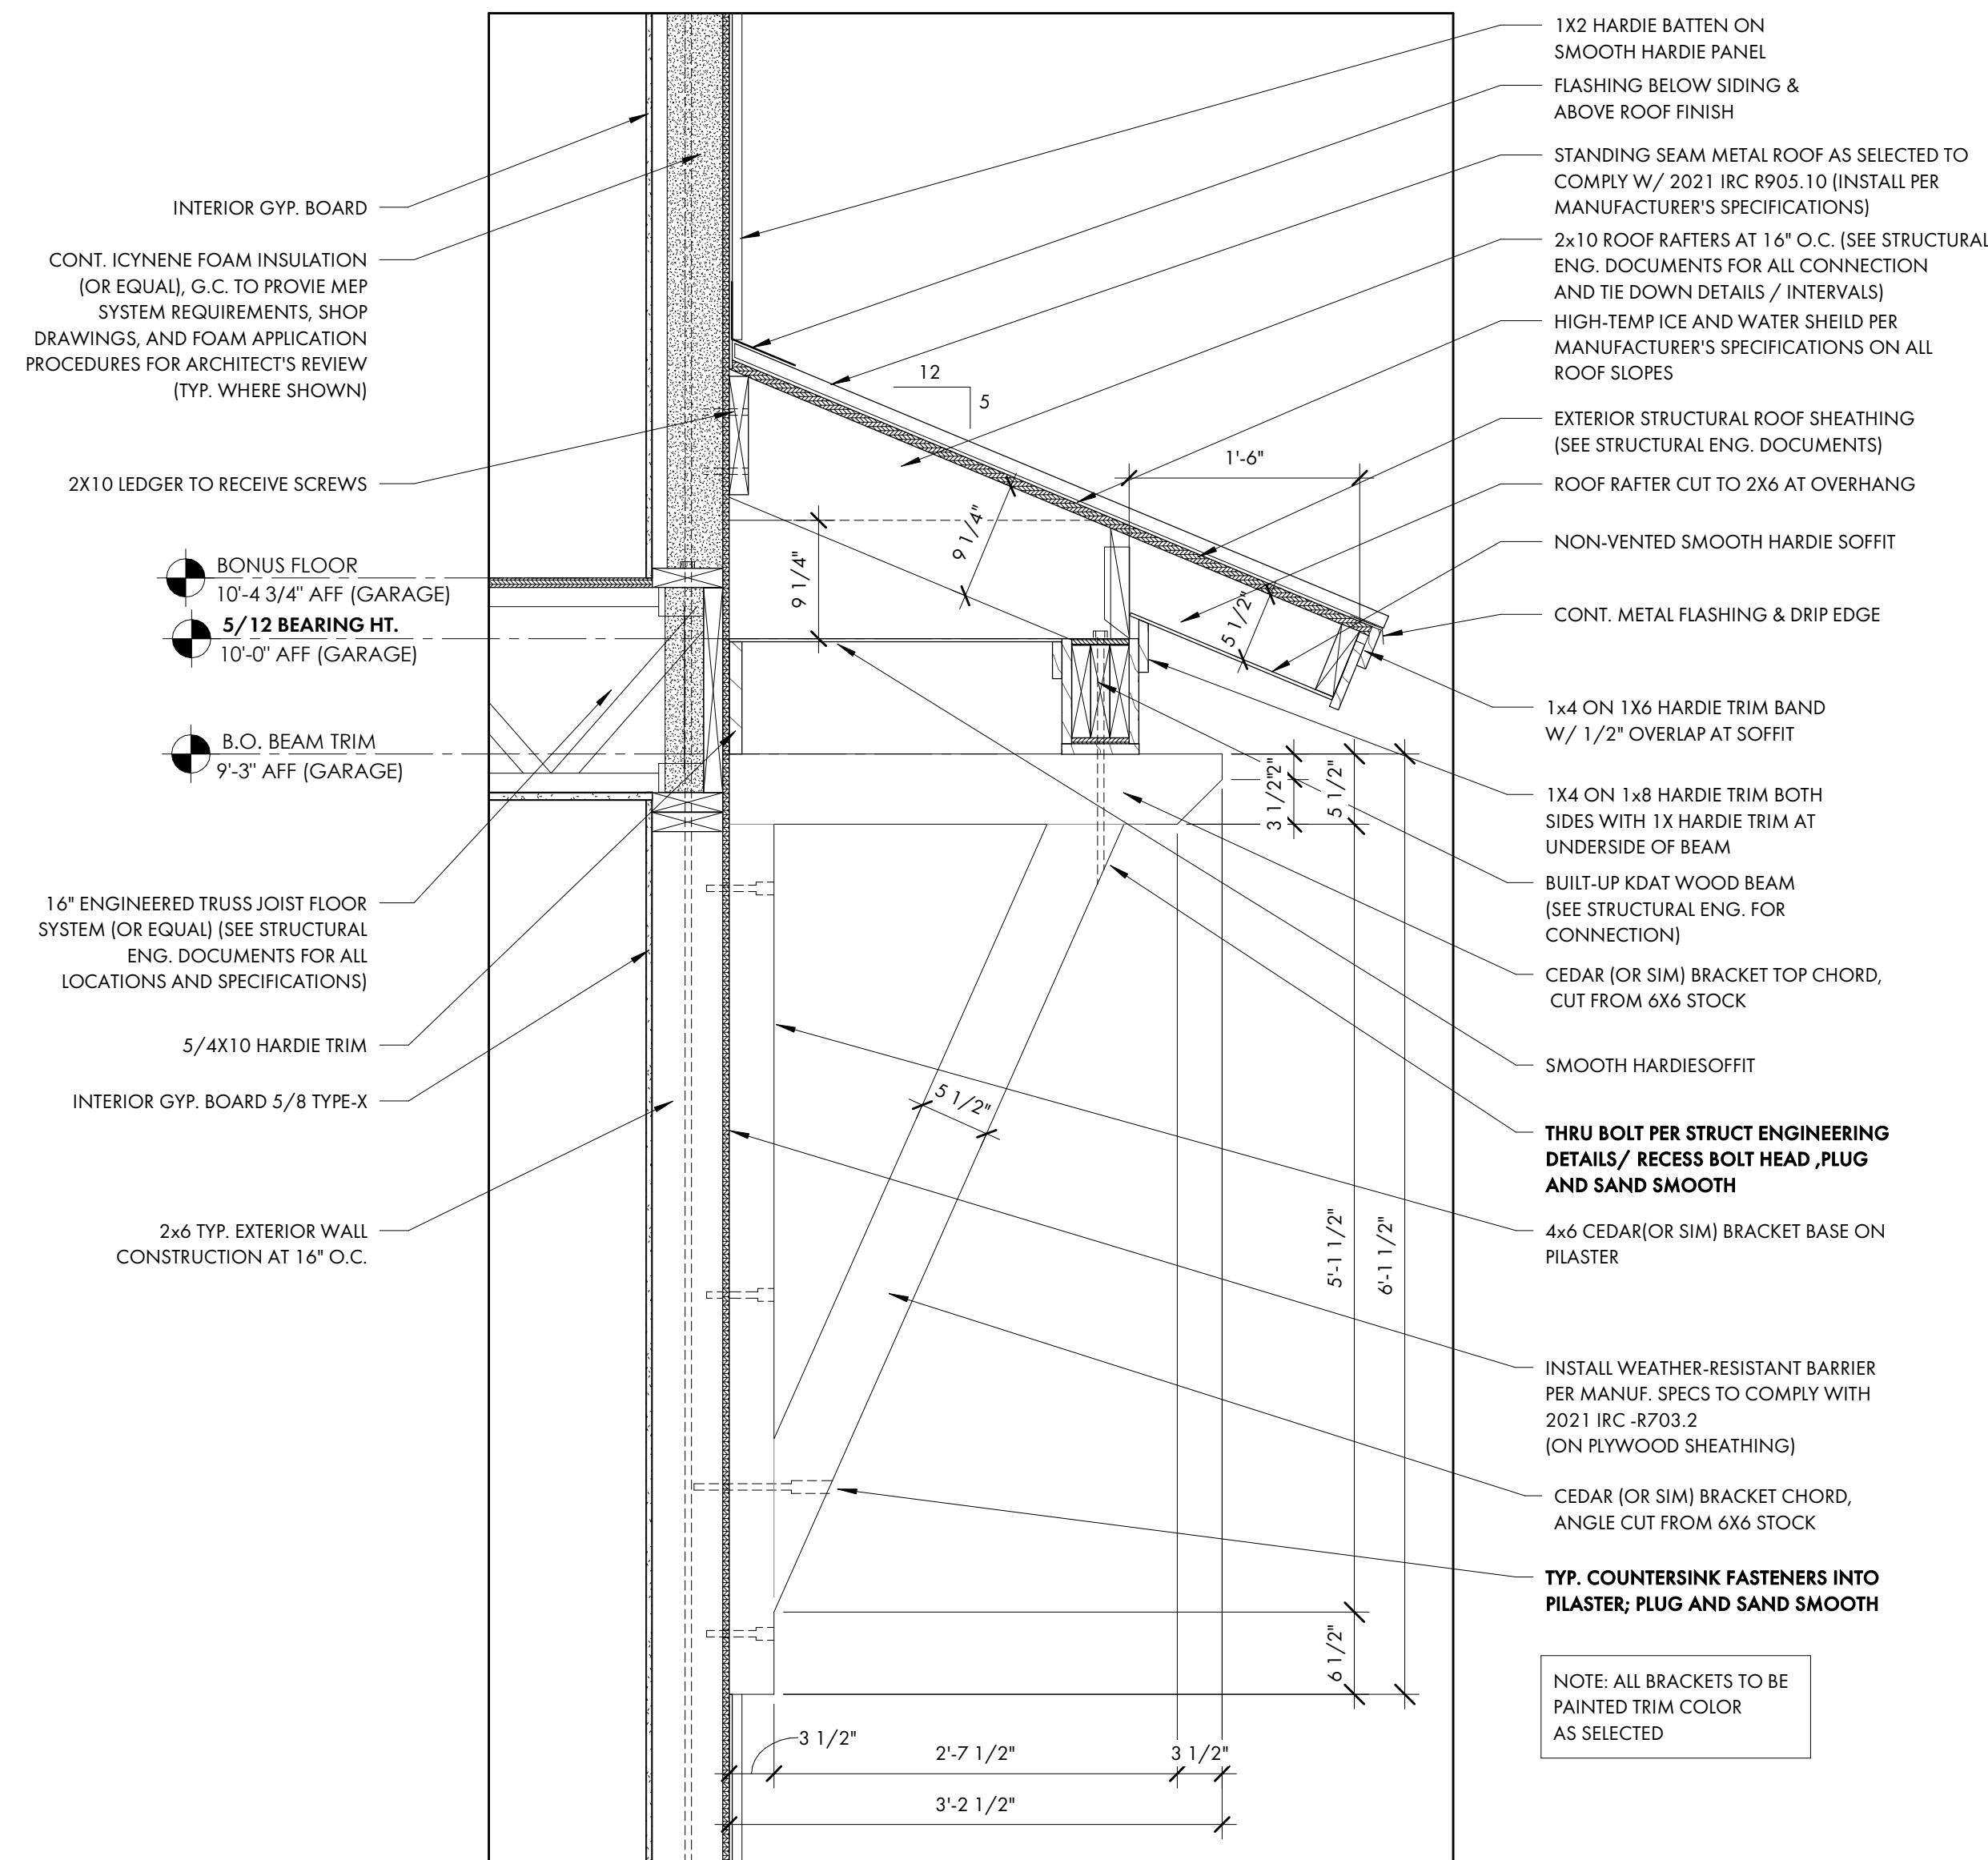 INTERIOR GYP. BOARD
CONT. ICYNENE FOAM INSULATION
(OR EQUAL), G.C. TO PROVIE MEP
SYSTEM REQUIREMENTS, SHOP
DRAWINGS, AND FOAM APPLICATION
PROCEDURES FOR ARCHITECT'S REVIEW
(TYP. WHERE SHOWN)
2X10 LEDGER TO RECEIVE SCREWS
BONUS FLOOR
10'-4 3/4" AFF (GARAGE)
5/12 BEARING HT.
10'-0" AFF (GARAGE)
B.O. BEAM TRIM
9'-3" AFF (GARAGE)
16" ENGINEERED TRUSS JOIST FLOOR
SYSTEM (OR EQUAL) (SEE STRUCTURAL
ENG. DOCUMENTS FOR ALL
LOCATIONS AND SPECIFICATIONS)
5/4X10 HARDIE TRIM
INTERIOR GYP. BOARD 5/8 TYPE-X
2x6 TYP. EXTERIOR WALL
CONSTRUCTION AT 16" O.C.
12
5
1'-6"
9 1/4"
9 1/4"
5 1/2"
2"
3 1/2"
5 1/2"
5 1/2"
5'-1 1/2"
6'-1 1/2"
6 1/2"
3 1/2"
2'-7 1/2"
3 1/2"
3'-2 1/2"
1X2 HARDIE BATTEN ON
SMOOTH HARDIE PANEL
FLASHING BELOW SIDING &
ABOVE ROOF FINISH
STANDING SEAM METAL ROOF AS SELECTED TO
COMPLY W/ 2021 IRC R905.10 (INSTALL PER
MANUFACTURER'S SPECIFICATIONS)
2x10 ROOF RAFTERS AT 16" O.C. (SEE STRUCTURAL
ENG. DOCUMENTS FOR ALL CONNECTION
AND TIE DOWN DETAILS / INTERVALS)
HIGH-TEMP ICE AND WATER SHEILD PER
MANUFACTURER'S SPECIFICATIONS ON ALL
ROOF SLOPES
EXTERIOR STRUCTURAL ROOF SHEATHING
(SEE STRUCTURAL ENG. DOCUMENTS)
ROOF RAFTER CUT TO 2X6 AT OVERHANG
NON-VENTED SMOOTH HARDIE SOFFIT
CONT. METAL FLASHING & DRIP EDGE
1x4 ON 1X6 HARDIE TRIM BAND
W/ 1/2" OVERLAP AT SOFFIT
1X4 ON 1x8 HARDIE TRIM BOTH
SIDES WITH 1X HARDIE TRIM AT
UNDERSIDE OF BEAM
BUILT-UP KDAT WOOD BEAM
(SEE STRUCTURAL ENG. FOR
CONNECTION)
CEDAR (OR SIM) BRACKET TOP CHORD,
CUT FROM 6X6 STOCK
SMOOTH HARDIESOFFIT
THRU BOLT PER STRUCT ENGINEERING
DETAILS/ RECESS BOLT HEAD ,PLUG
AND SAND SMOOTH
4x6 CEDAR(OR SIM) BRACKET BASE ON
PILASTER
INSTALL WEATHER-RESISTANT BARRIER
PER MANUF. SPECS TO COMPLY WITH
2021 IRC -R703.2
(ON PLYWOOD SHEATHING)
CEDAR (OR SIM) BRACKET CHORD,
ANGLE CUT FROM 6X6 STOCK
TYP. COUNTERSINK FASTENERS INTO
PILASTER; PLUG AND SAND SMOOTH
NOTE: ALL BRACKETS TO BE
PAINTED TRIM COLOR
AS SELECTED